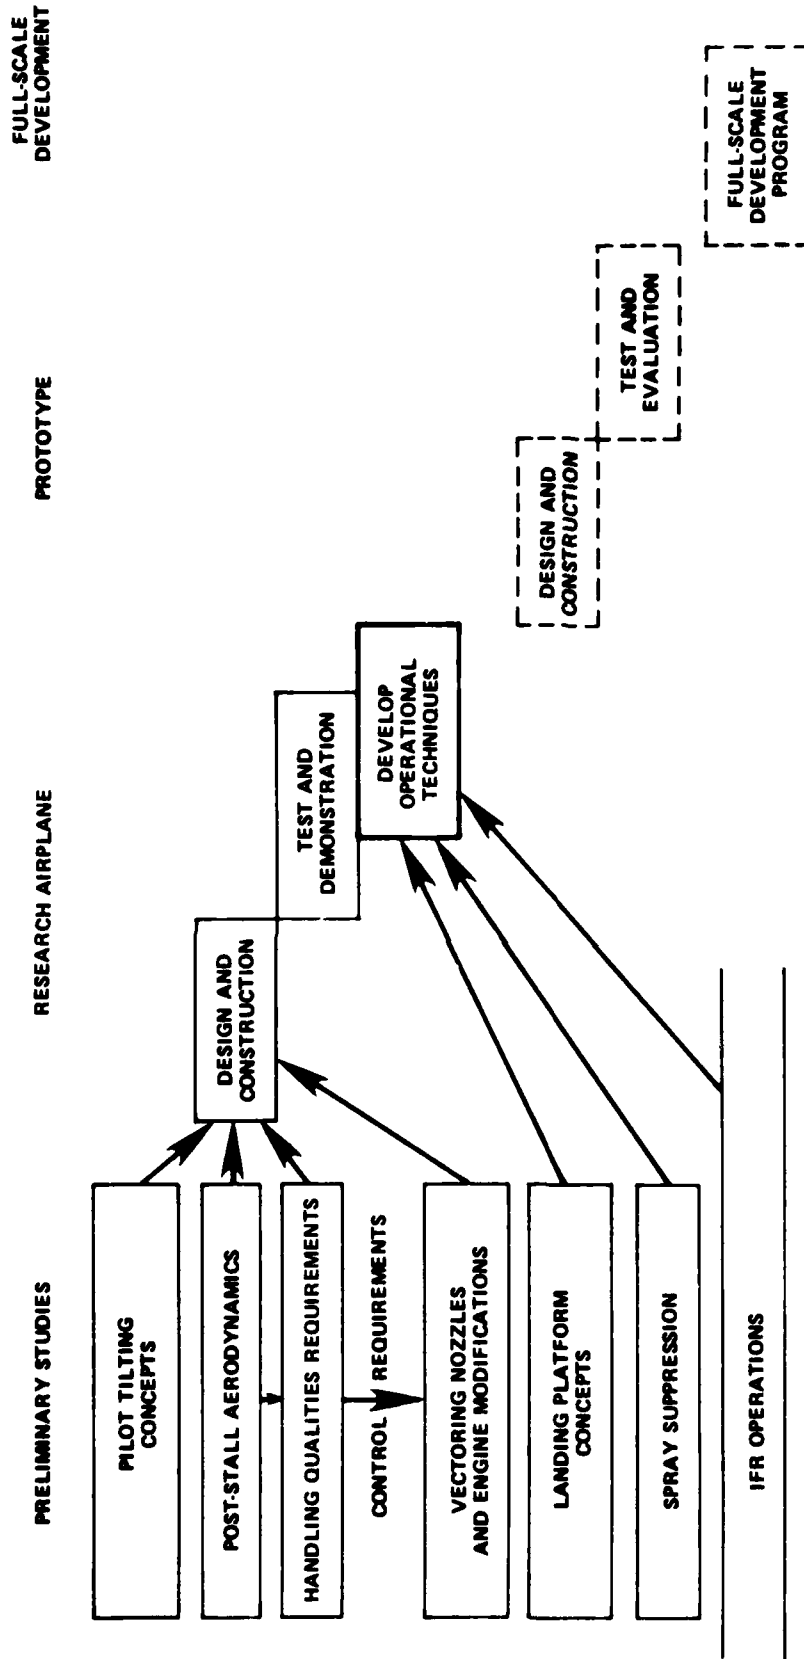 PRELIMINARY STUDIES
RESEARCH AIRPLANE
PROTOTYPE
FULL-SCALE
DEVELOPMENT
PILOT TILTING
CONCEPTS
POST-STALL AERODYNAMICS
HANDLING QUALITIES REQUIREMENTS
CONTROL REQUIREMENTS
VECTORING NOZZLES
AND ENGINE MODIFICATIONS
LANDING PLATFORM
CONCEPTS
SPRAY SUPPRESSION
IFR OPERATIONS
DESIGN AND
CONSTRUCTION
TEST AND
DEMONSTRATION
DEVELOP
OPERATIONAL
TECHNIQUES
DESIGN AND
CONSTRUCTION
TEST AND
EVALUATION
FULL-SCALE
DEVELOPMENT
PROGRAM